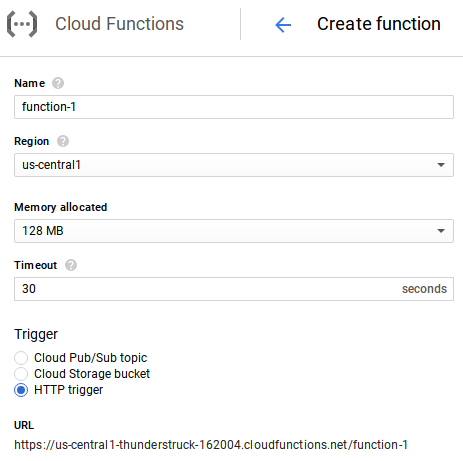 Cloud Functions
Create function
Name ?
function-1
Region ?
us-central1
Memory allocated
128 MB
Timeout ?
30 seconds
Trigger
Cloud Pub/Sub topic
Cloud Storage bucket
HTTP trigger
URL
https://us-central1-thunderstruck-162004.cloudfunctions.net/function-1